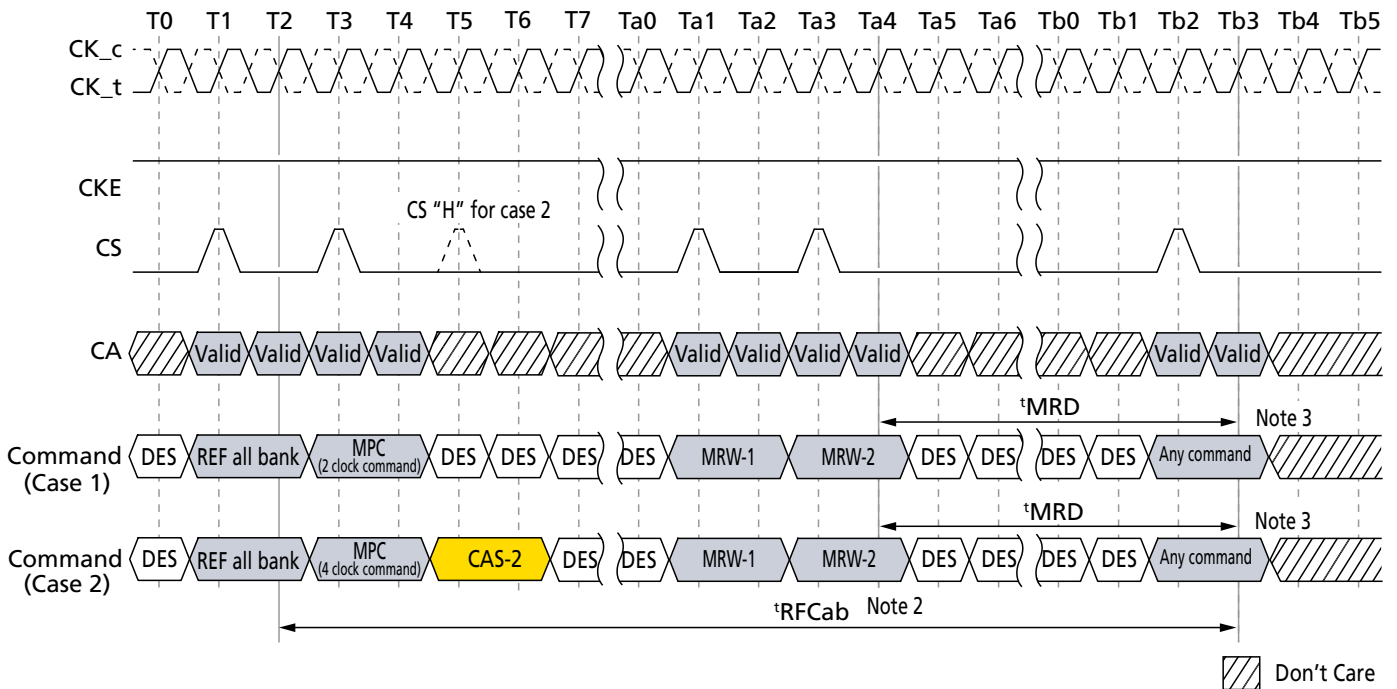 T0 T1 T2 T3 T4 T5 T6 T7 Ta0 Ta1 Ta2 Ta3 Ta4 Ta5 Ta6 Tb0 Tb1 Tb2 Tb3 Tb4 Tb5
CK_c
CK_t
CKE
CS "H" for case 2
CS
CA Valid Valid Valid Valid Valid Valid Valid Valid Valid Valid
tMRD Note 3
Command (Case 1) DES REF all bank MPC (2 clock command) DES DES DES DES MRW-1 MRW-2 DES DES DES DES Any command
tMRD Note 3
Command (Case 2) DES REF all bank MPC (4 clock command) CAS-2 DES DES MRW-1 MRW-2 DES DES DES DES Any command
tRFCab Note 2
Don't Care